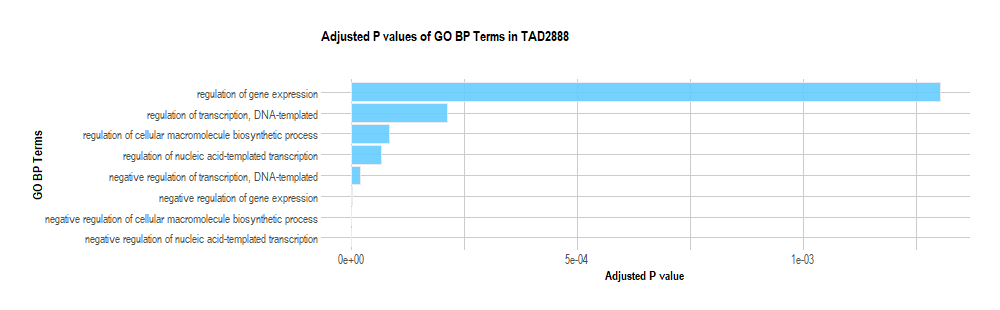 Adjusted P values of GO BP Terms in TAD2888
GO BP Terms
regulation of gene expression
regulation of transcription, DNA-templated
regulation of cellular macromolecule biosynthetic process
regulation of nucleic acid-templated transcription
negative regulation of transcription, DNA-templated
negative regulation of gene expression
negative regulation of cellular macromolecule biosynthetic process
negative regulation of nucleic acid-templated transcription
0e+00 5e-04 1e-03
Adjusted P value